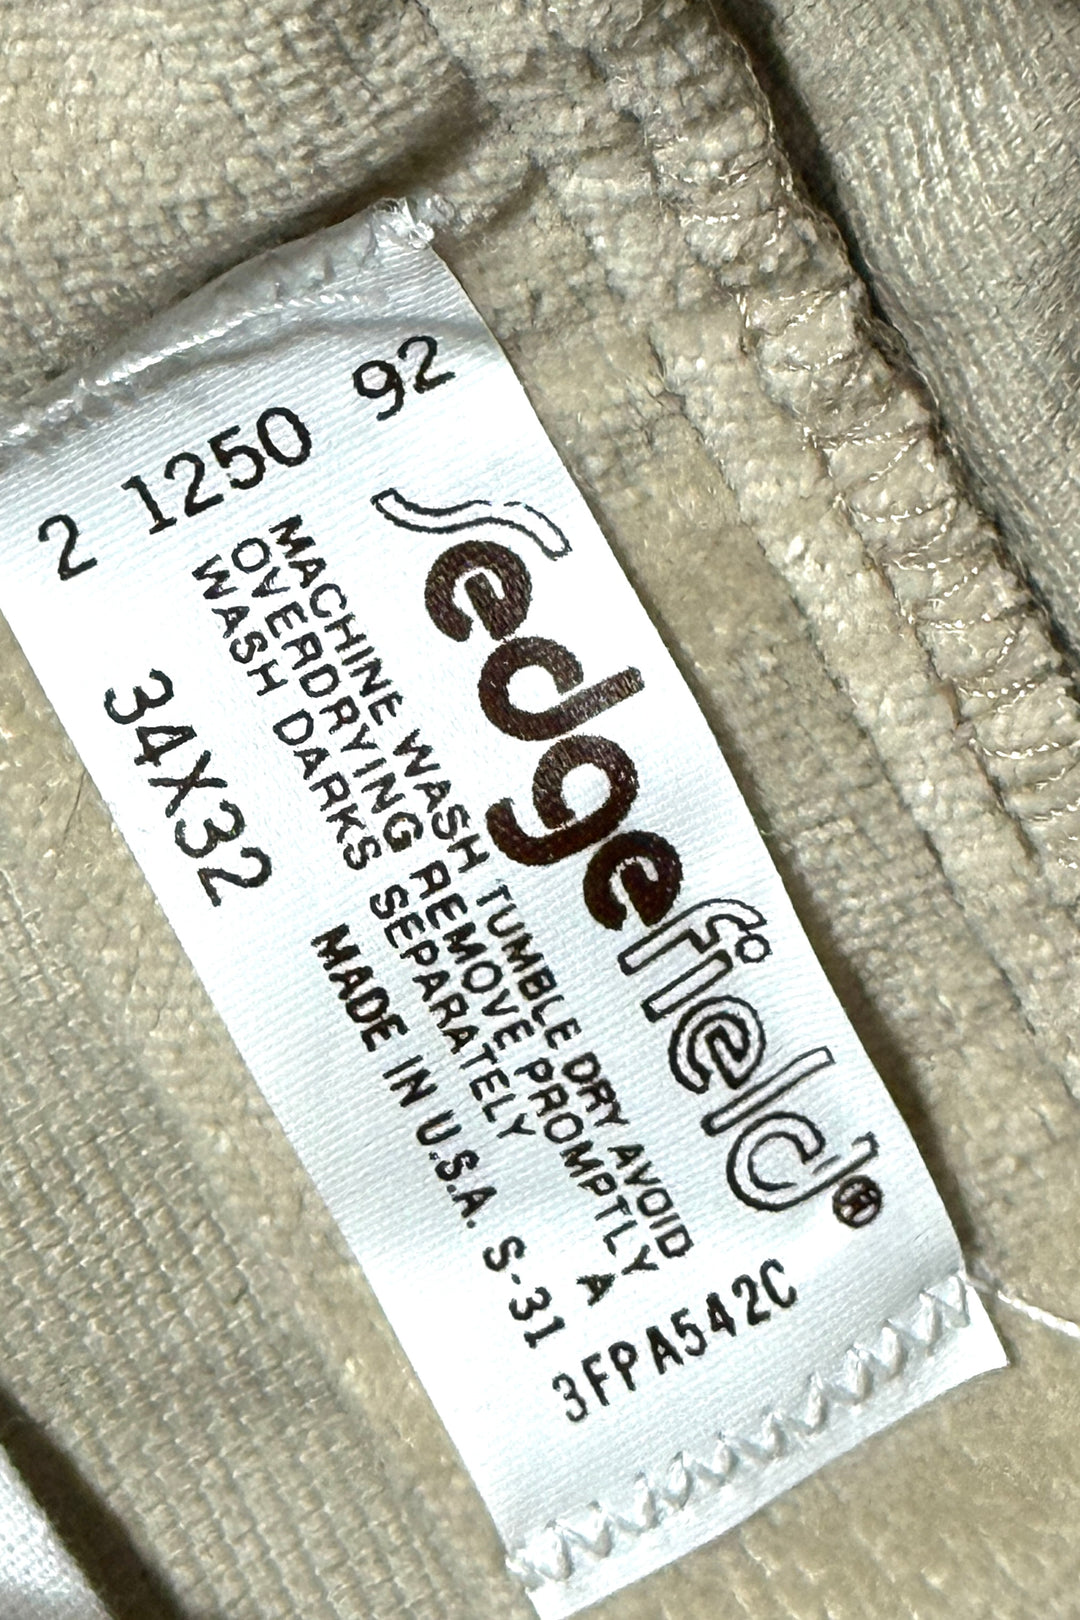 2 1250 92
Sedgefield®
MACHINE WASH TUMBLE DRY AVOID
OVERDRYING REMOVE PROMPTLY A
WASH DARKS SEPARATELY
MADE IN U.S.A. S-31
34X32
3FPA542C